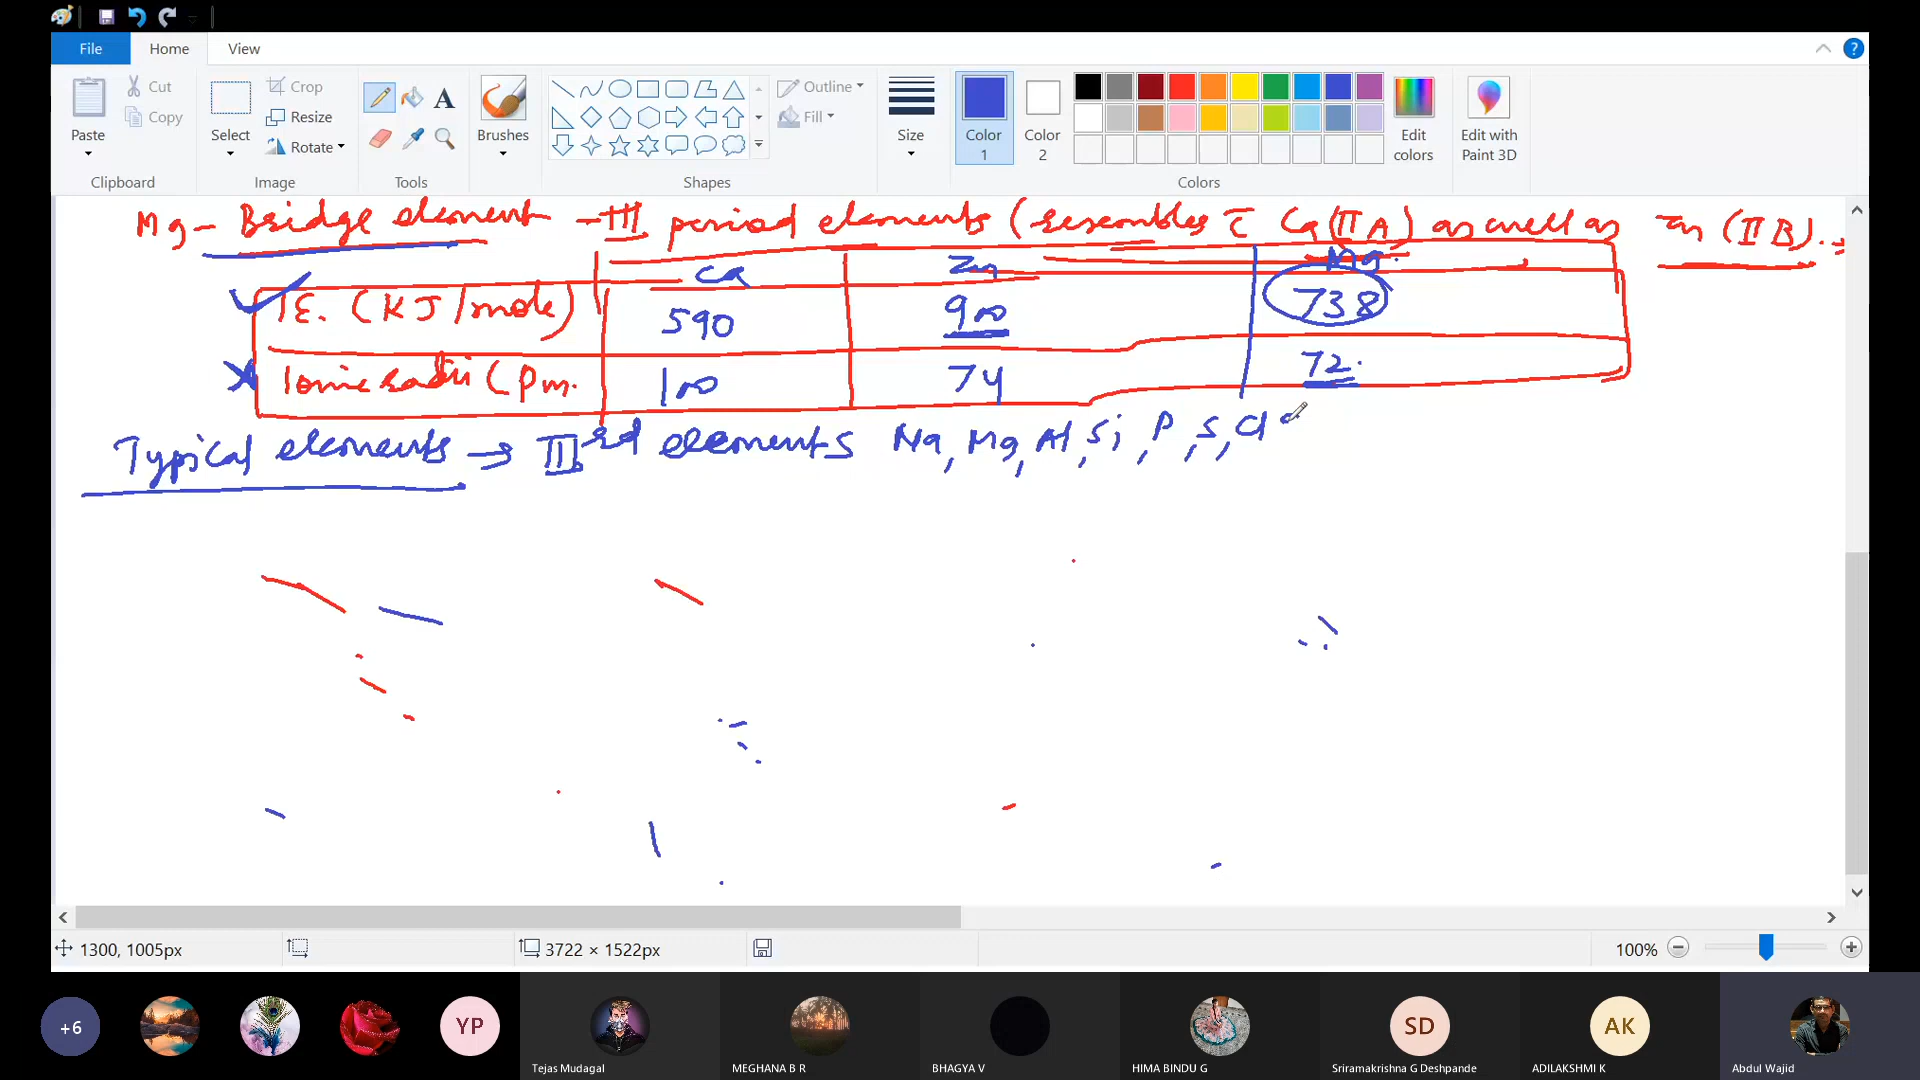 File Home View
Paste Cut Copy Clipboard
Select Crop Resize Rotate Image
Tools
Brushes
Outline Fill Shapes
Size
Color 1 Color 2 Edit colors Edit with Paint 3D
Colors
Mg- Bridge element - III period elements (resembles Ca (II A) as well as Zn (II B).
Ca Zn Mg.
IE. (KJ/mole) 590 900 738
Ionic radii (Pm. 100 74 72.
Typical elements → III rd elements Na, Mg, Al, Si, P, S, Cl
1300, 1005px 3722 × 1522px 100%
+6 YP SD AK
Tejas Mudagal MEGHANA B R BHAGYA V HIMA BINDU G Sriramakrishna G Deshpande ADILAKSHMI K Abdul Wajid